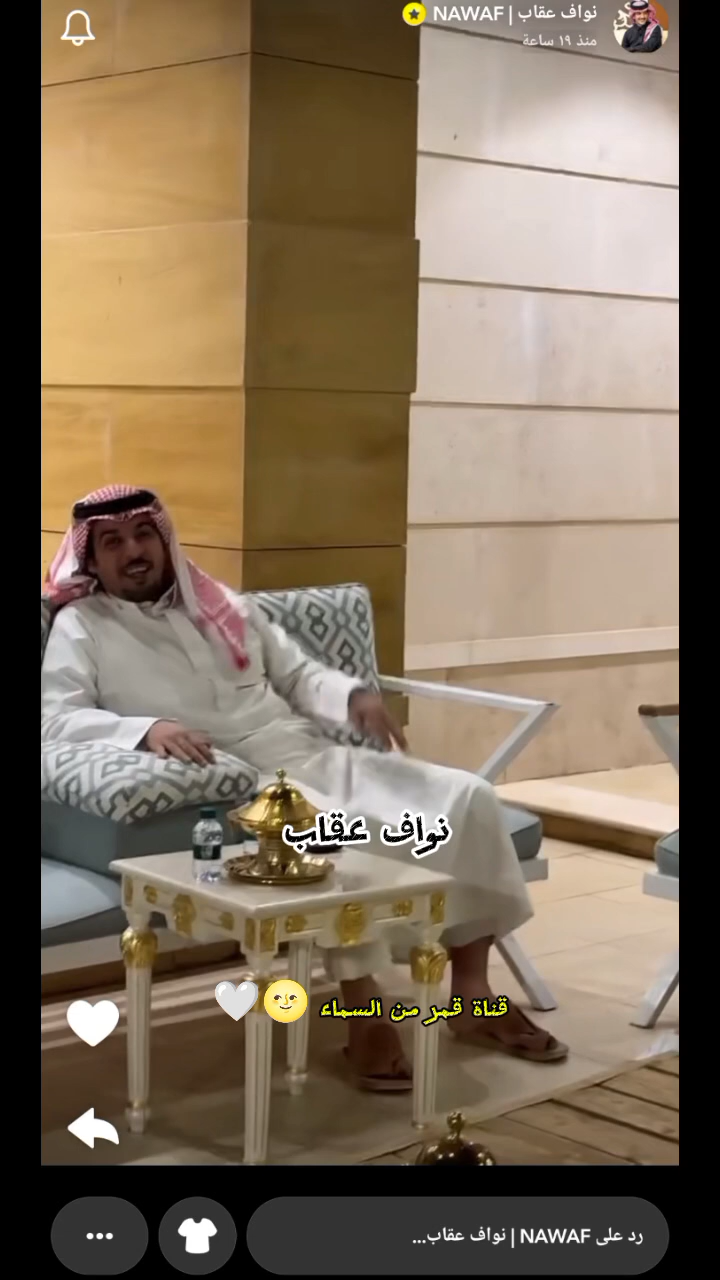 نواف عقاب | NAWAF
منذ ١٩ ساعة
نواف عقاب
قناة قمر من السماء 🌝🤍
رد على NAWAF | نواف عقاب...